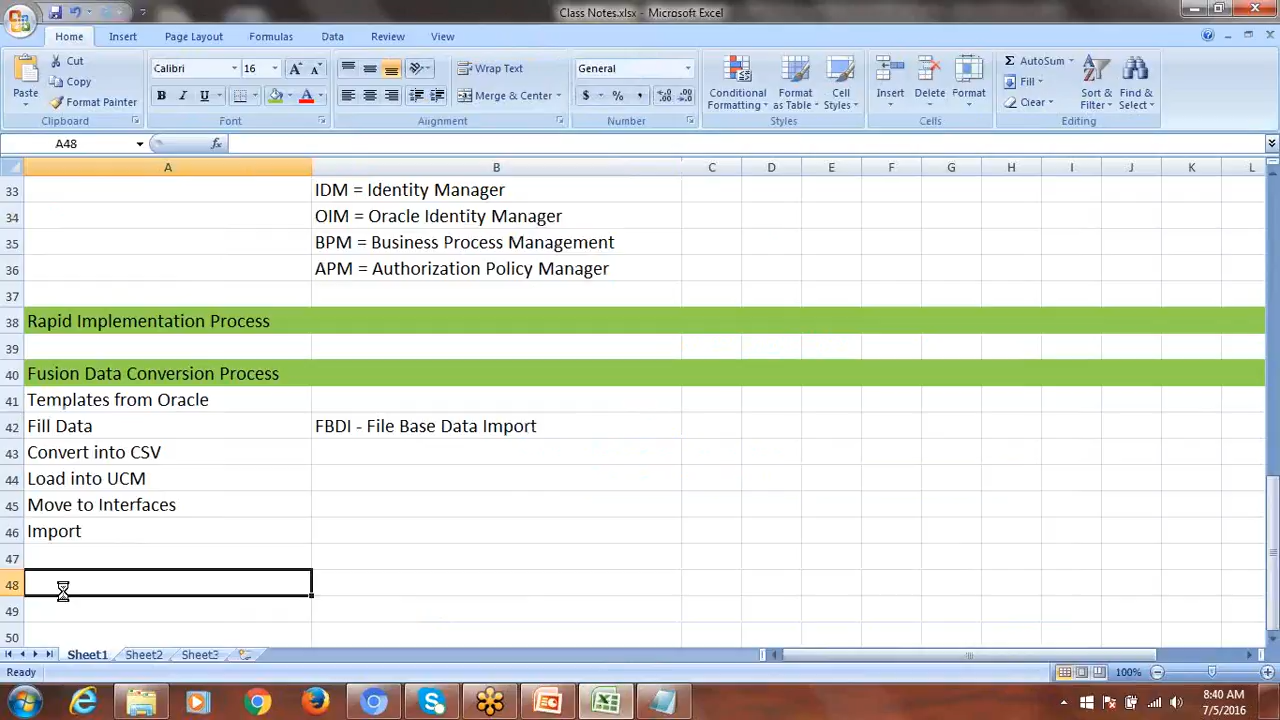 Class Notes.xlsx - Microsoft Excel
Home Insert Page Layout Formulas Data Review View
Paste Cut Copy Format Painter Clipboard
Calibri 16 B I U A Font
Wrap Text Merge & Center Alignment
General $ % , Number
Conditional Formatting Format as Table Cell Styles Styles
Insert Delete Format Cells
AutoSum Fill Clear Sort & Filter Find & Select Editing
A48 fx
A B C D E F G H I J K L
33 IDM = Identity Manager
34 OIM = Oracle Identity Manager
35 BPM = Business Process Management
36 APM = Authorization Policy Manager
37
38 Rapid Implementation Process
39
40 Fusion Data Conversion Process
41 Templates from Oracle
42 Fill Data FBDI - File Base Data Import
43 Convert into CSV
44 Load into UCM
45 Move to Interfaces
46 Import
47
48
49
50
Sheet1 Sheet2 Sheet3
Ready 100%
8:40 AM
7/5/2016